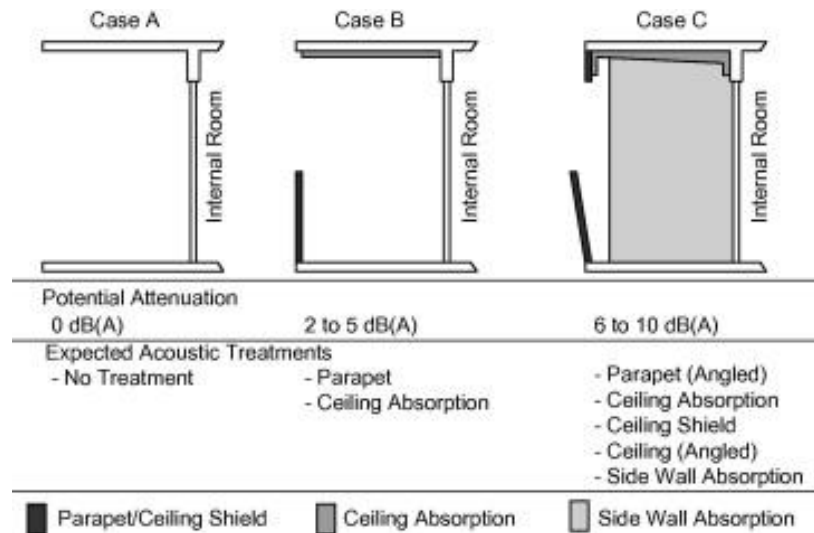 Case A
Case B
Case C
Internal Room
Internal Room
Internal Room
Potential Attenuation
0 dB(A)
2 to 5 dB(A)
6 to 10 dB(A)
Expected Acoustic Treatments
- No Treatment
- Parapet
- Ceiling Absorption
- Parapet (Angled)
- Ceiling Absorption
- Ceiling Shield
- Ceiling (Angled)
- Side Wall Absorption
Parapet/Ceiling Shield
Ceiling Absorption
Side Wall Absorption